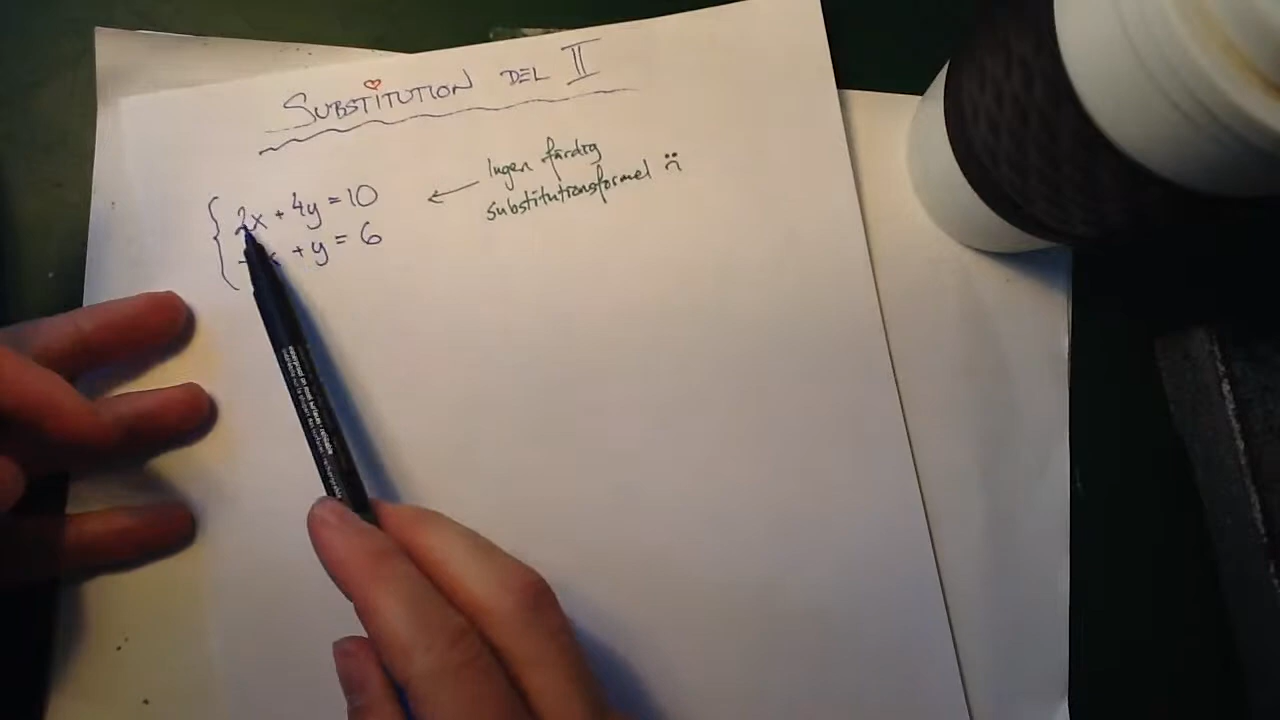 SUBSTITUTION DEL II
Ingen färdig
substitutionsformel
2x + 4y = 10
+ y = 6